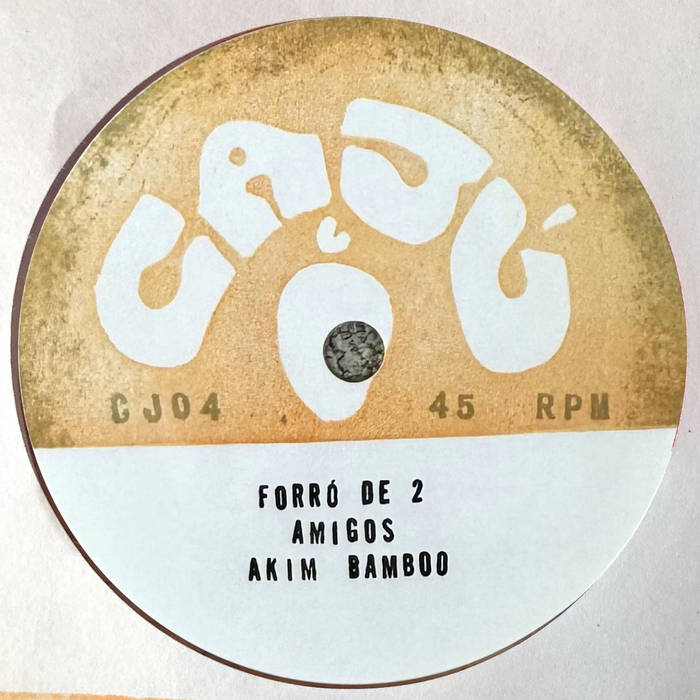 CAJÚ
CJ04 45 RPM
FORRÓ DE 2
AMIGOS
AKIM BAMBOO